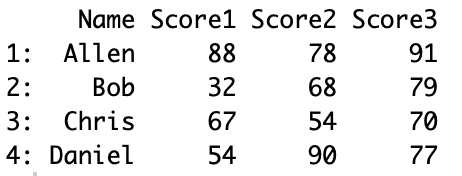 Name Score1 Score2 Score3
1: Allen 88 78 91
2: Bob 32 68 79
3: Chris 67 54 70
4: Daniel 54 90 77